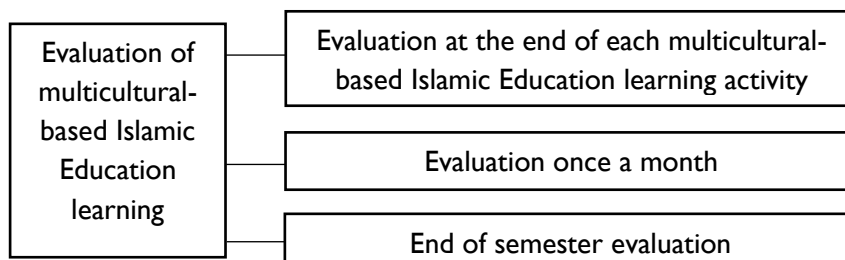 Evaluation of
multicultural-
based Islamic
Education
learning
Evaluation at the end of each multicultural-
based Islamic Education learning activity
Evaluation once a month
End of semester evaluation